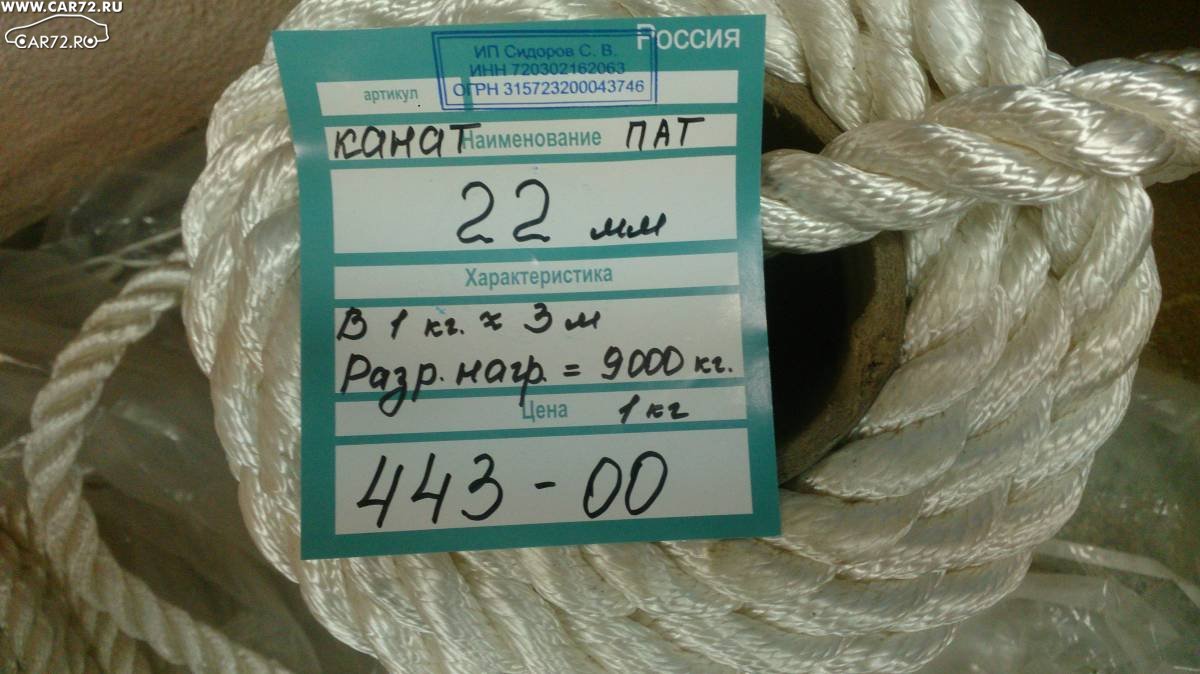 WWW.CAR72.RU
CAR72.RU
Россия
ИП Сидоров С. В.
ИНН 720302162063
ОГРН 315723200043746
артикул
КАНАТ Наименование ПАТ
22 мм
Характеристика
В 1 кг. ≈ 3 м
Разр. нагр. = 9000 кг.
Цена 1 кг
443-00